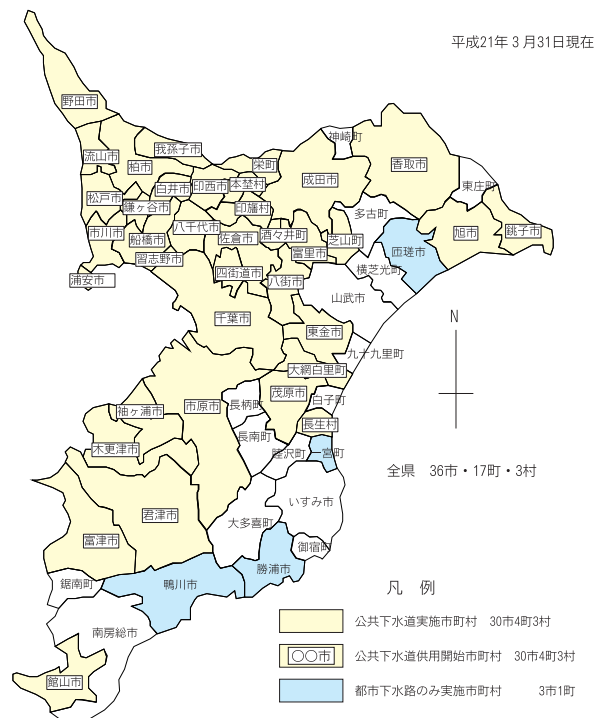 平成21年3月31日現在
野田市
流山市
柏市
我孫子市
神崎町
香取市
栄町
成田市
東庄町
松戸市
白井市
印西市
本埜村
鎌ヶ谷市
印旛村
多古町
市川市
船橋市
八千代市
佐倉市
酒々井町
芝山町
匝瑳市
旭市
銚子市
習志野市
富里市
浦安市
四街道市
八街市
横芝光町
山武市
千葉市
東金市
九十九里町
大網白里町
袖ヶ浦市
市原市
長柄町
茂原市
白子町
長生村
木更津市
長南町
睦沢町
一宮町
全県 36市・17町・3村
いすみ市
君津市
大多喜町
富津市
御宿町
勝浦市
鋸南町
鴨川市
南房総市
館山市
N
凡 例
公共下水道実施市町村 30市4町3村
○○市 公共下水道供用開始市町村 30市4町3村
都市下水路のみ実施市町村 3市1町